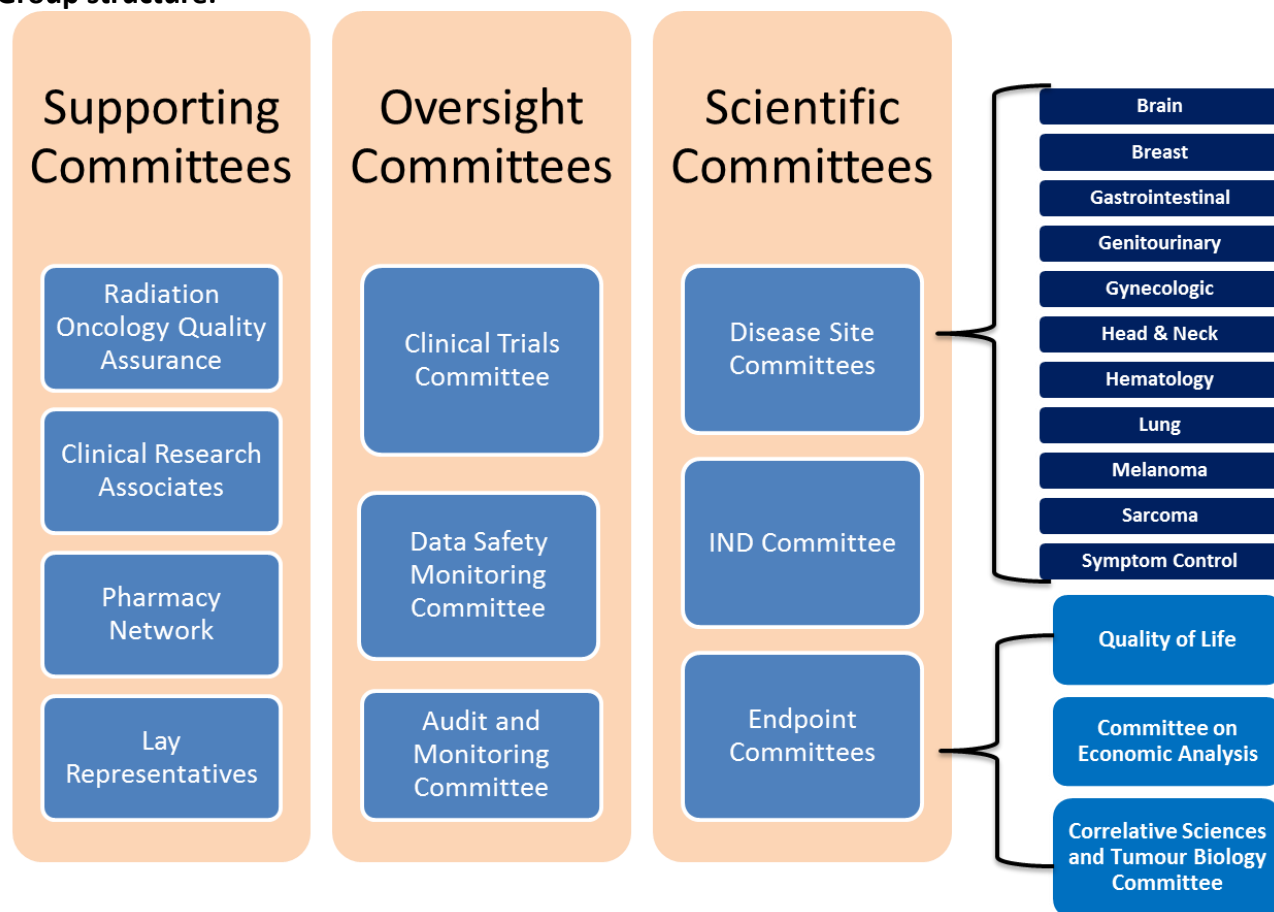 Group structure:
Supporting
Committees
Radiation
Oncology Quality
Assurance
Clinical Research
Associates
Pharmacy
Network
Lay
Representatives
Oversight
Committees
Clinical Trials
Committee
Data Safety
Monitoring
Committee
Audit and
Monitoring
Committee
Scientific
Committees
Disease Site
Committees
IND Committee
Endpoint
Committees
Brain
Breast
Gastrointestinal
Genitourinary
Gynecologic
Head & Neck
Hematology
Lung
Melanoma
Sarcoma
Symptom Control
Quality of Life
Committee on
Economic Analysis
Correlative Sciences
and Tumour Biology
Committee